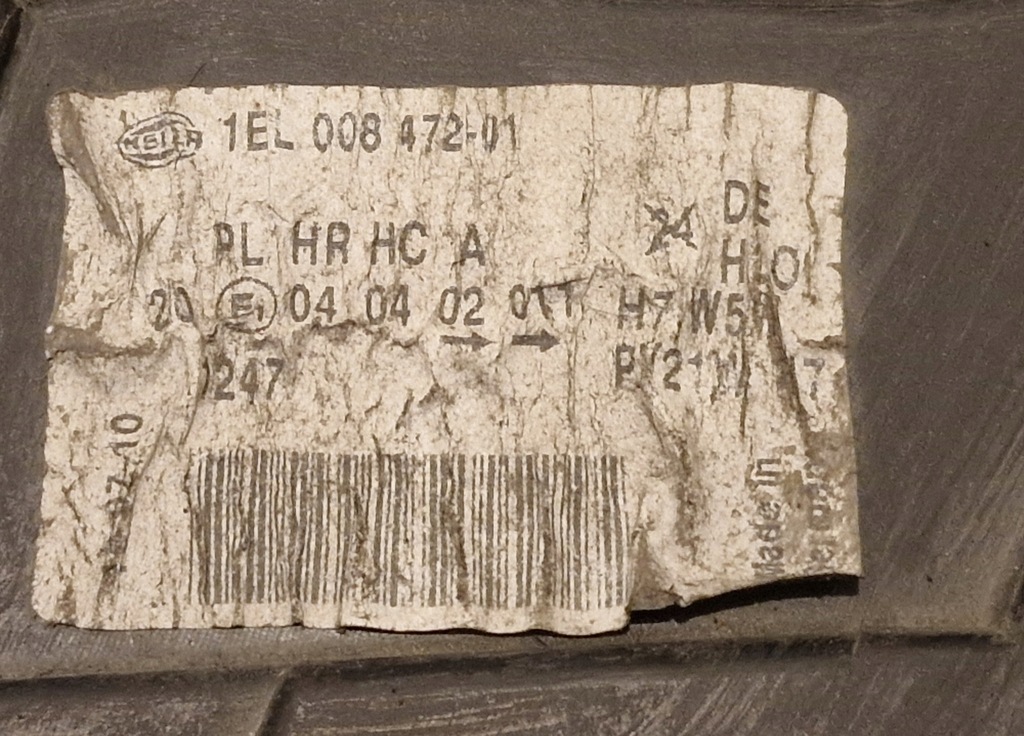 HELLA 1EL 008 472-01
PL HR HC A
24 DE
20 E1 04 04 02 011
H7 W5W
→ →
247
Made in